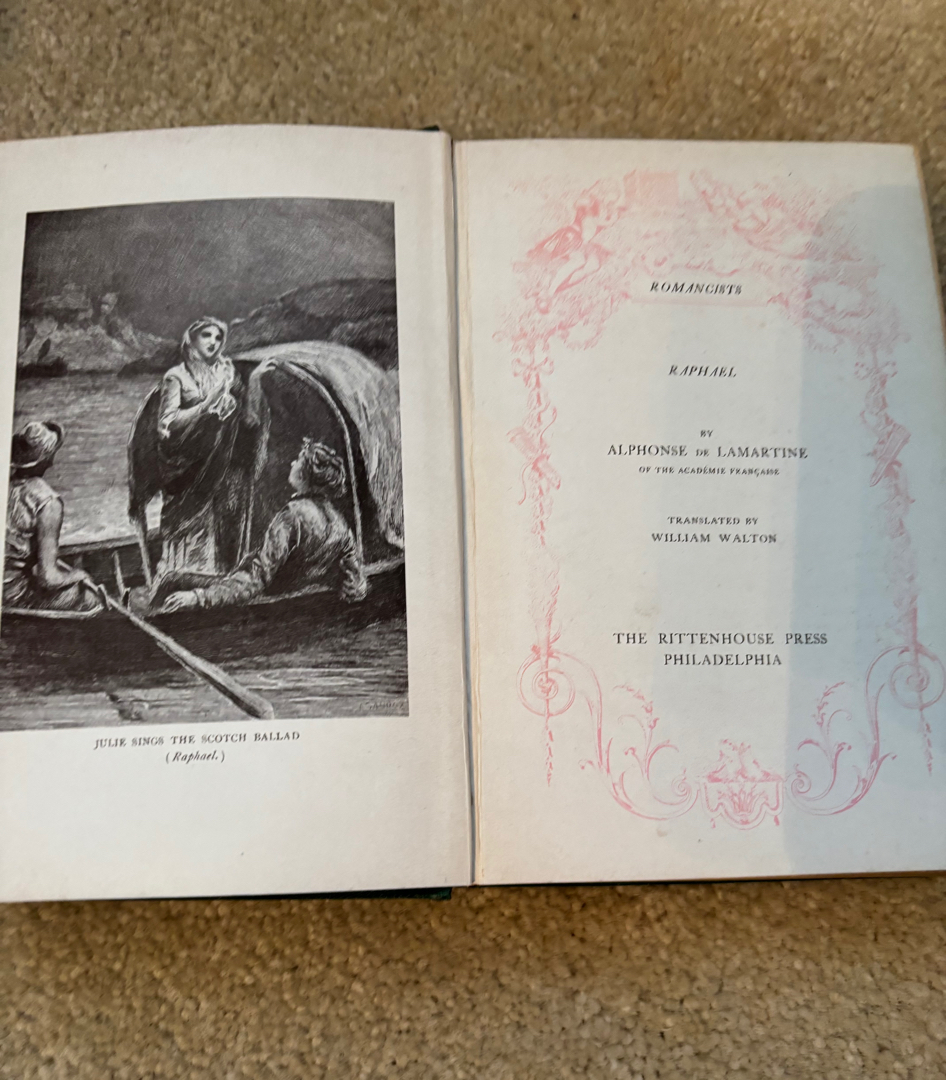 JULIE SINGS THE SCOTCH BALLAD
(Raphael.)
ROMANCISTS
RAPHAEL
BY
ALPHONSE DE LAMARTINE
OF THE ACADÉMIE FRANÇAISE
TRANSLATED BY
WILLIAM WALTON
THE RITTENHOUSE PRESS
PHILADELPHIA